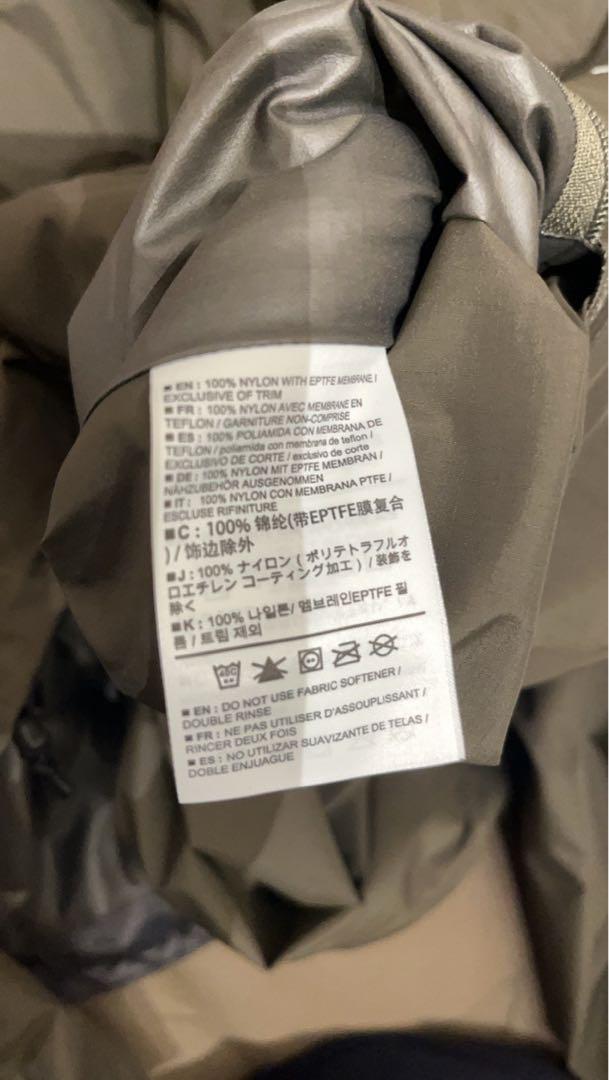 ■ EN : 100% NYLON WITH EPTFE MEMBRANE /
EXCLUSIVE OF TRIM
■ FR : 100% NYLON AVEC MEMBRANE EN
TEFLON / GARNITURE NON-COMPRISE
■ ES : 100% POLIAMIDA CON MEMBRANA DE
TEFLON / poliamida con membrana de teflon /
EXCLUSIVO DE CORTE / exclusivo de corte
■ DE : 100% NYLON MIT EPTFE MEMBRAN /
NÄHZUBEHÖR AUSGENOMMEN
■ IT : 100% NYLON CON MEMBRANA PTFE /
ESCLUSE RIFINITURE
■C : 100% 锦纶(带EPTFE膜复合
)/ 饰边除外
■J : 100% ナイロン ( ポリテトラフルオ
ロエチレン コーティング加工 ) / 装飾を
除く
■K : 100% 나일론/ 멤브레인EPTFE 필
름 / 트림 제외
40C
■ EN : DO NOT USE FABRIC SOFTENER /
DOUBLE RINSE
■ FR : NE PAS UTILISER D'ASSOUPLISSANT /
RINCER DEUX FOIS
■ ES : NO UTILIZAR SUAVIZANTE DE TELAS /
DOBLE ENJUAGUE